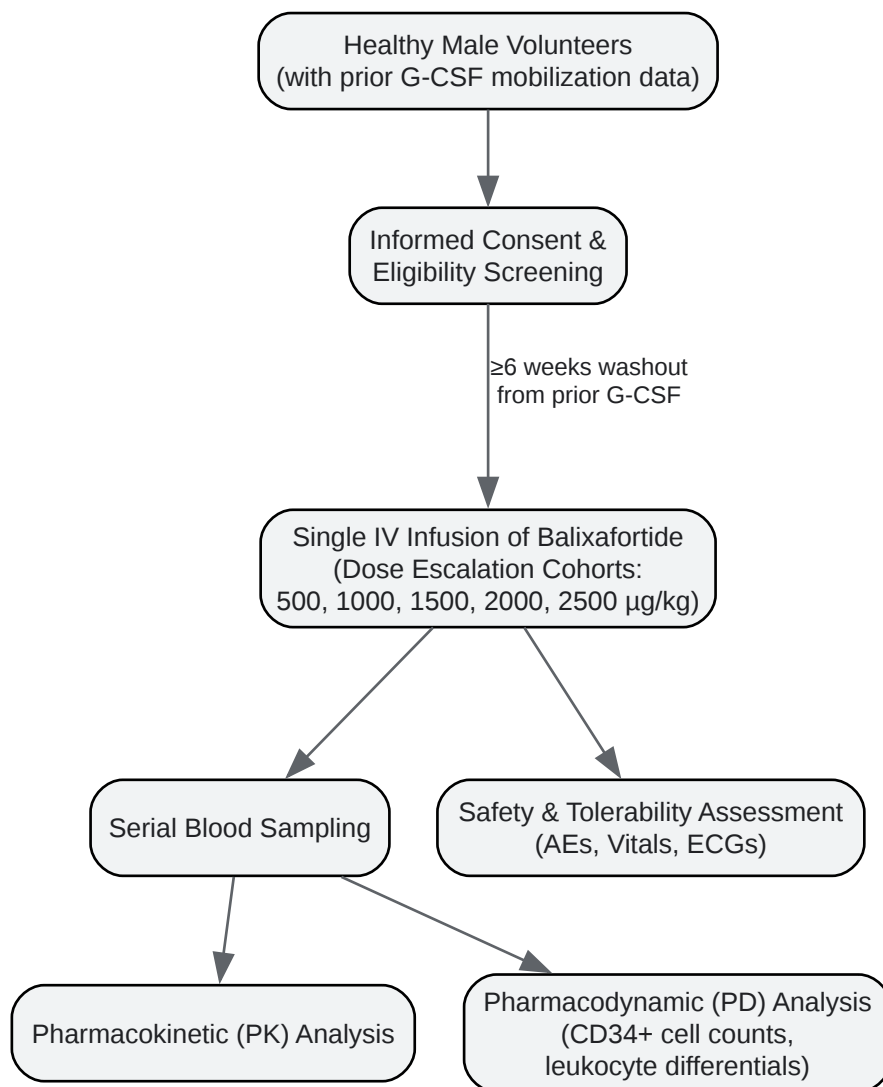 Healthy Male Volunteers
(with prior G-CSF mobilization data)
Informed Consent &
Eligibility Screening
≥6 weeks washout
from prior G-CSF
Single IV Infusion of Balixafortide
(Dose Escalation Cohorts:
500, 1000, 1500, 2000, 2500 µg/kg)
Serial Blood Sampling
Safety & Tolerability Assessment
(AEs, Vitals, ECGs)
Pharmacokinetic (PK) Analysis
Pharmacodynamic (PD) Analysis
(CD34+ cell counts,
leukocyte differentials)